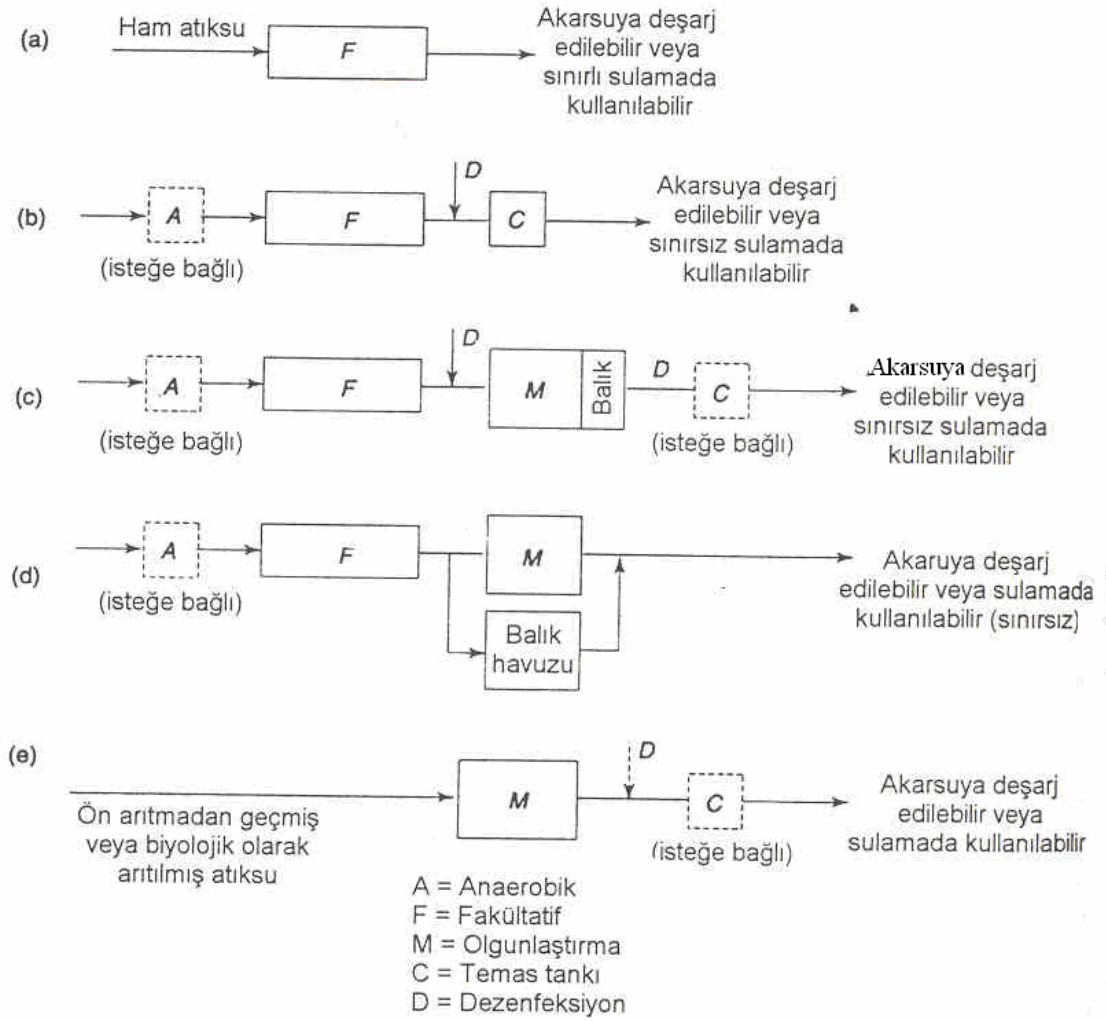 (a)
Ham atıksu
F
Akarsuya deşarj
edilebilir veya
sınırlı sulamada
kullanılabilir
(b)
A
(isteğe bağlı)
F
D
C
Akarsuya deşarj
edilebilir veya
sınırsız sulamada
kullanılabilir
(c)
A
(isteğe bağlı)
F
D
M
Balık
D
C
(isteğe bağlı)
Akarsuya deşarj
edilebilir veya
sınırsız sulamada
kullanılabilir
(d)
A
(isteğe bağlı)
F
M
Balık
havuzu
Akaruya deşarj
edilebilir veya sulamada
kullanılabilir (sınırsız)
(e)
Ön arıtmadan geçmiş
veya biyolojik olarak
arıtılmış atıksu
M
D
C
(isteğe bağlı)
Akarsuya deşarj
edilebilir veya
sulamada kullanılabilir
A = Anaerobik
F = Fakültatif
M = Olgunlaştırma
C = Temas tankı
D = Dezenfeksiyon